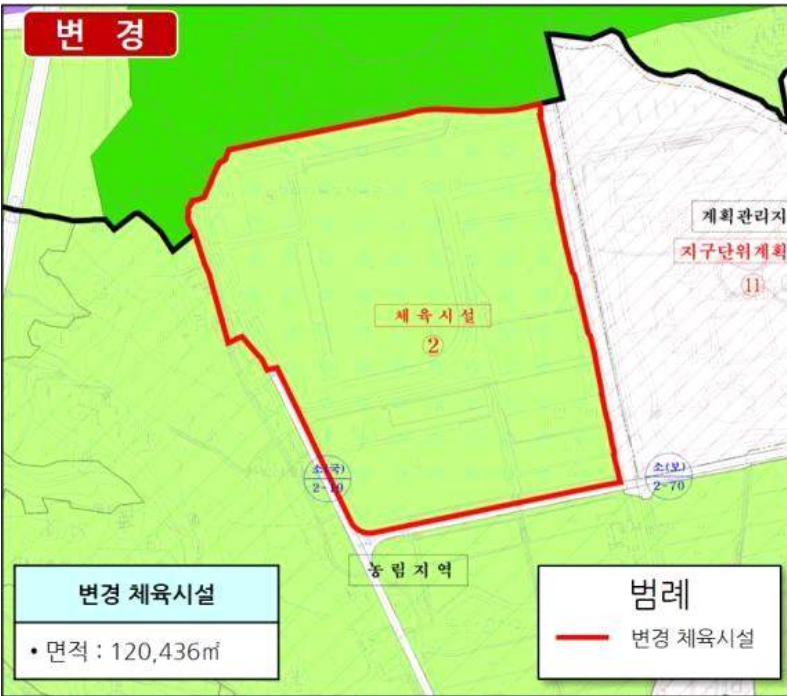 변 경
계획관리지
지구단위계획
⑪
체육시설
②
소(국)
2-10
소(보)
2-70
농림지역
변경 체육시설
• 면적 : 120,436㎡
범례
변경 체육시설